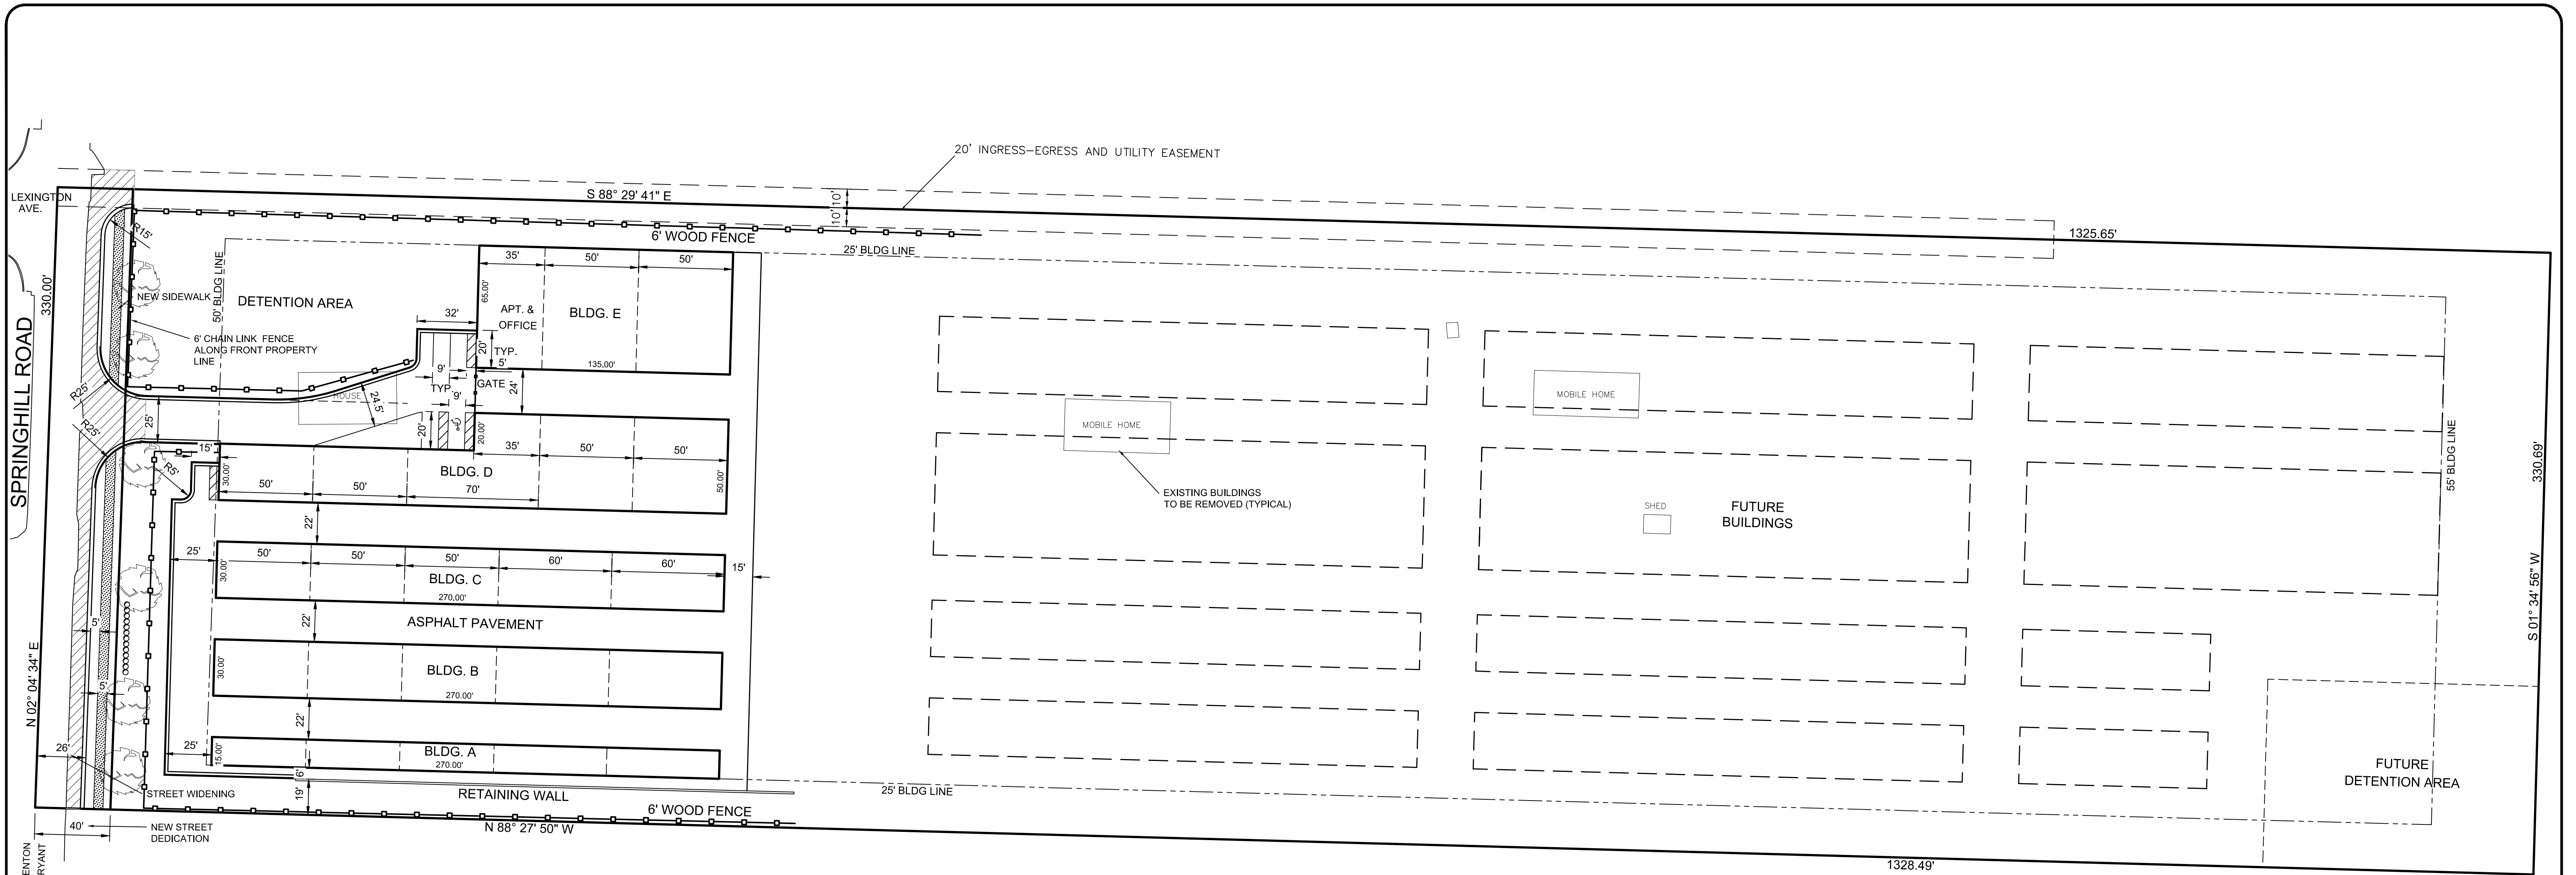 20' INGRESS-EGRESS AND UTILITY EASEMENT
LEXINGTON
AVE.
S 88° 29' 41" E
10'
10'
1325.65'
R15'
6' WOOD FENCE
25' BLDG LINE
330.00'
SPRINGHILL ROAD
NEW SIDEWALK
50' BLDG LINE
DETENTION AREA
6' CHAIN LINK FENCE
ALONG FRONT PROPERTY
LINE
35'
50'
50'
65.00'
APT. &
OFFICE
BLDG. E
135.00'
32'
20'
TYP.
5'
9'
TYP.
GATE
9'
24'
HOUSE
24.5'
20'
20.00'
R25'
25'
R25'
15'
R5'
35'
50'
50'
BLDG. D
30.00'
50'
50'
70'
50.00'
22'
25'
50'
50'
50'
60'
60'
30.00'
BLDG. C
270.00'
15'
22'
ASPHALT PAVEMENT
5'
30.00'
BLDG. B
270.00'
5'
22'
N 02° 04' 34" E
26'
25'
15.00'
BLDG. A
270.00'
6'
19'
STREET WIDENING
RETAINING WALL
6' WOOD FENCE
25' BLDG LINE
40'
NEW STREET
DEDICATION
N 88° 27' 50" W
ENTON
RYANT
MOBILE HOME
MOBILE HOME
EXISTING BUILDINGS
TO BE REMOVED (TYPICAL)
SHED
FUTURE
BUILDINGS
55' BLDG LINE
330.69'
S 01° 34' 56" W
FUTURE
DETENTION AREA
1328.49'